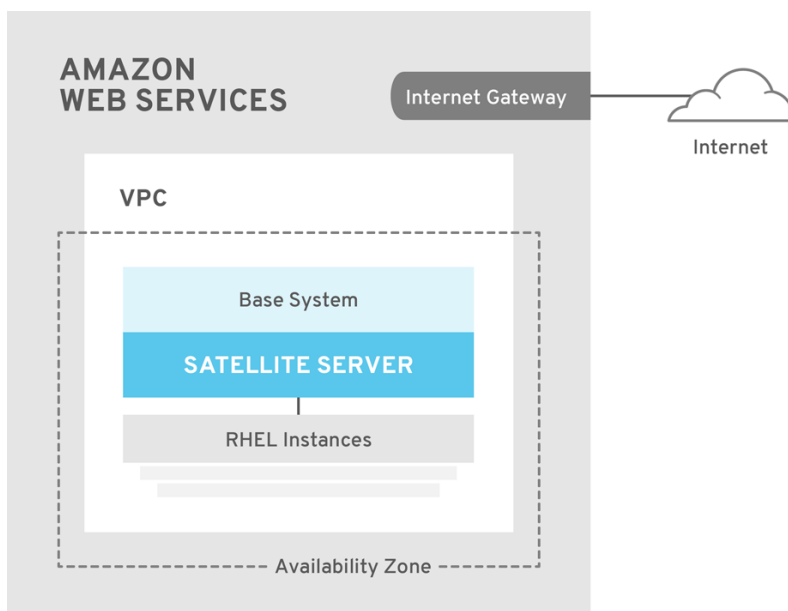 AMAZON
WEB SERVICES
Internet Gateway
Internet
VPC
Base System
SATELLITE SERVER
RHEL Instances
Availability Zone